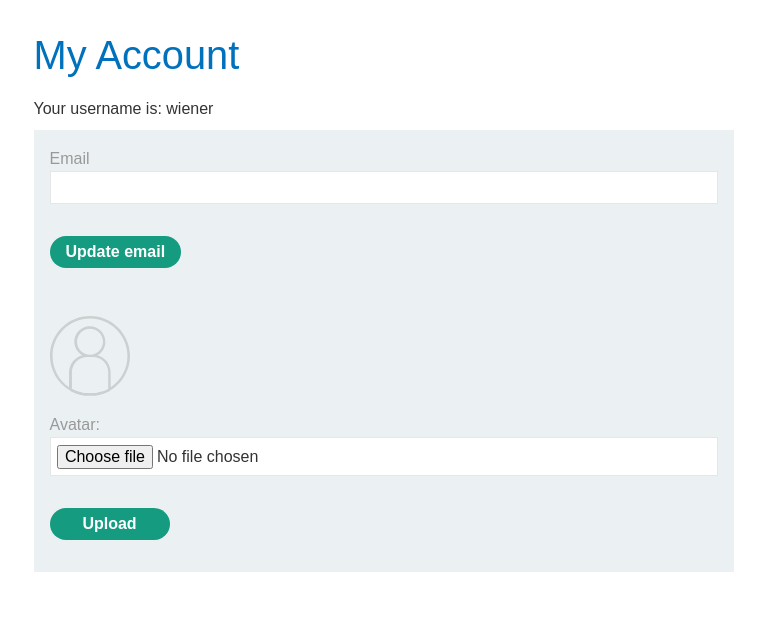 My Account
Your username is: wiener
Email
Update email
Avatar:
Choose file No file chosen
Upload